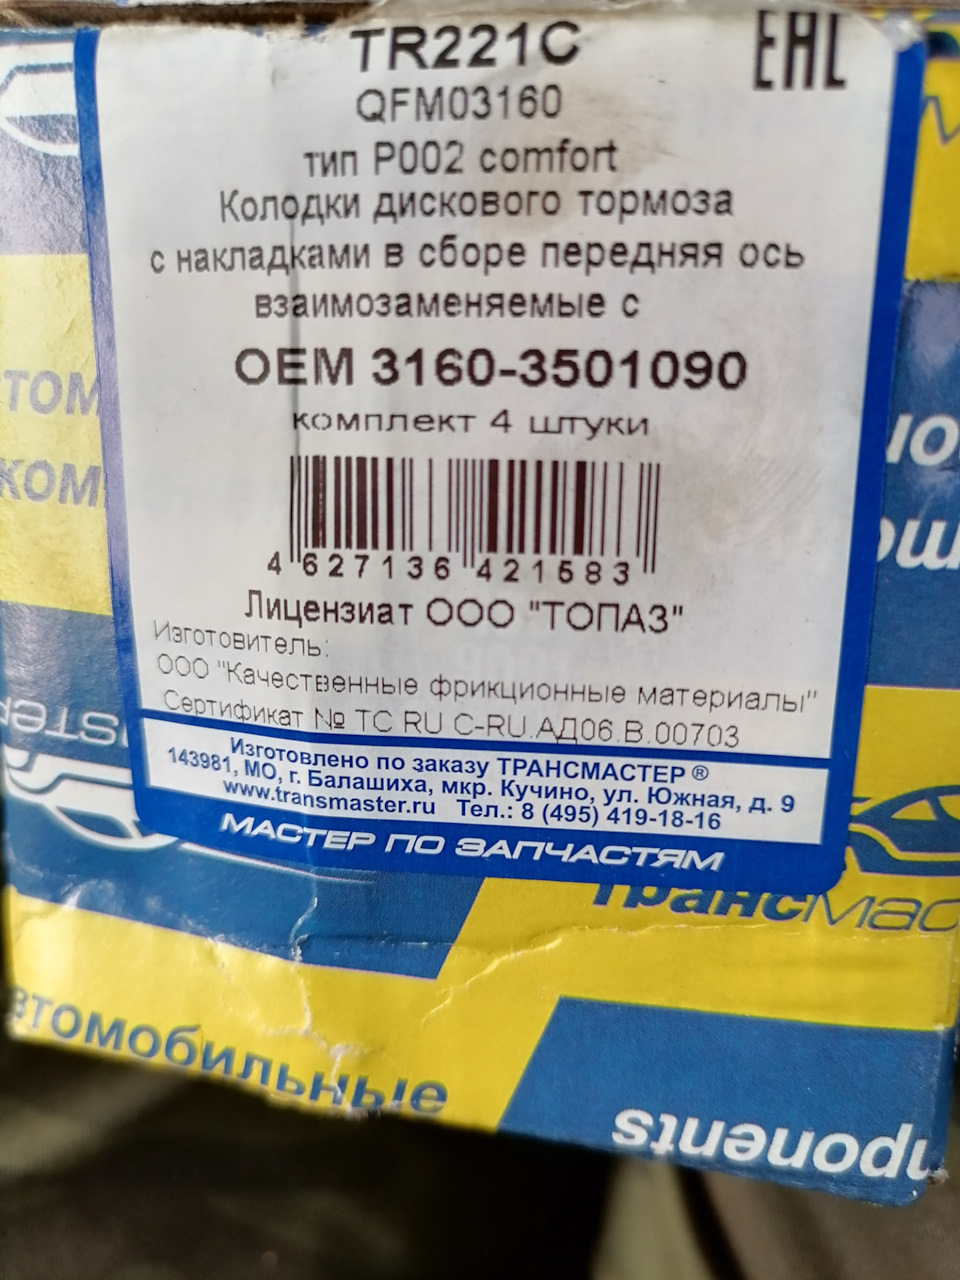 TR221C
EAC
QFM03160
тип P002 comfort
Колодки дискового тормоза
с накладками в сборе передняя ось
взаимозаменяемые с
OEM 3160-3501090
комплект 4 штуки
4 627136 421583
Лицензиат ООО "ТОПАЗ"
Изготовитель:
ООО "Качественные фрикционные материалы"
Сертификат № ТС RU C-RU.АД06.В.00703
Изготовлено по заказу ТРАНСМАСТЕР ®
143981, МО, г. Балашиха, мкр. Кучино, ул. Южная, д. 9
www.transmaster.ru Тел.: 8 (495) 419-18-16
МАСТЕР ПО ЗАПЧАСТЯМ
ТрансМас
втомобильные
ponents